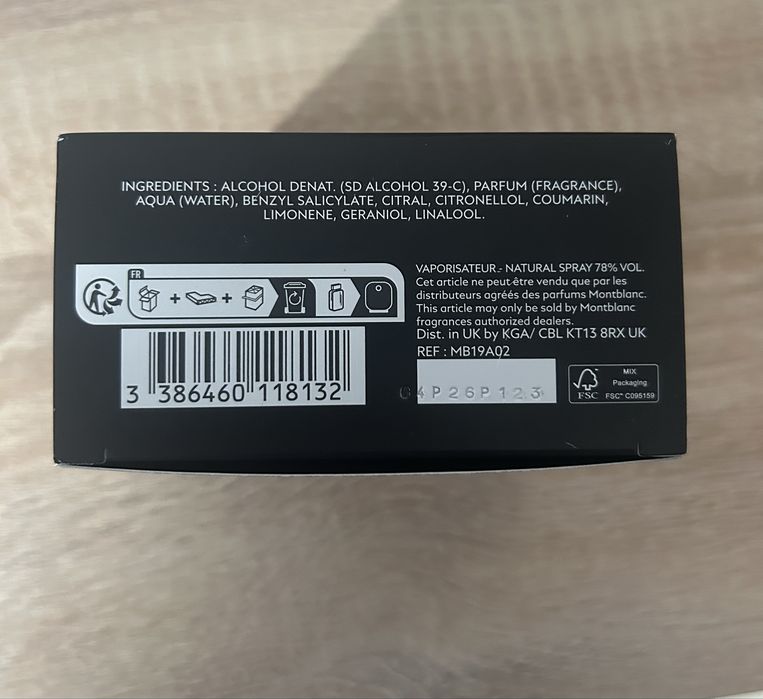 INGREDIENTS : ALCOHOL DENAT. (SD ALCOHOL 39-C), PARFUM (FRAGRANCE),
AQUA (WATER), BENZYL SALICYLATE, CITRAL, CITRONELLOL, COUMARIN,
LIMONENE, GERANIOL, LINALOOL.
FR
+ +
3 386460 118132
VAPORISATEUR - NATURAL SPRAY 78% VOL.
Cet article ne peut être vendu que par les
distributeurs agréés des parfums Montblanc.
This article may only be sold by Montblanc
fragrances authorized dealers.
Dist. in UK by KGA/ CBL KT13 8RX UK
REF : MB19A02
04P26P123
FSC
MIX
Packaging
FSC™ C095159